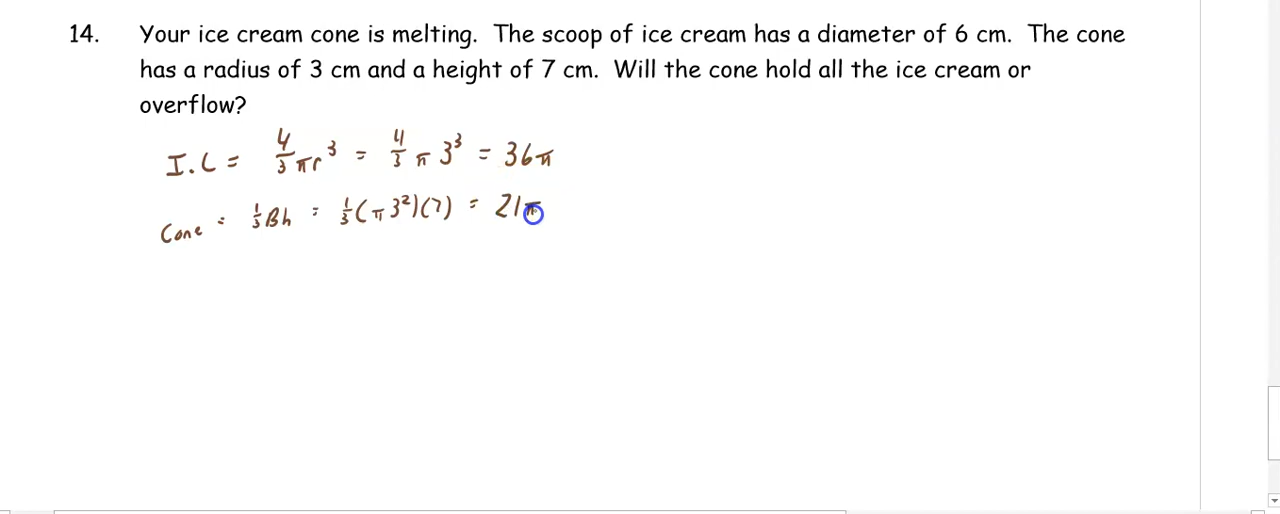 14. Your ice cream cone is melting. The scoop of ice cream has a diameter of 6 cm. The cone
has a radius of 3 cm and a height of 7 cm. Will the cone hold all the ice cream or
overflow?
I.C = 4/3 πr³ = 4/3 π 3³ = 36π
Cone = 1/3 Bh = 1/3 (π 3²)(7) = 21π